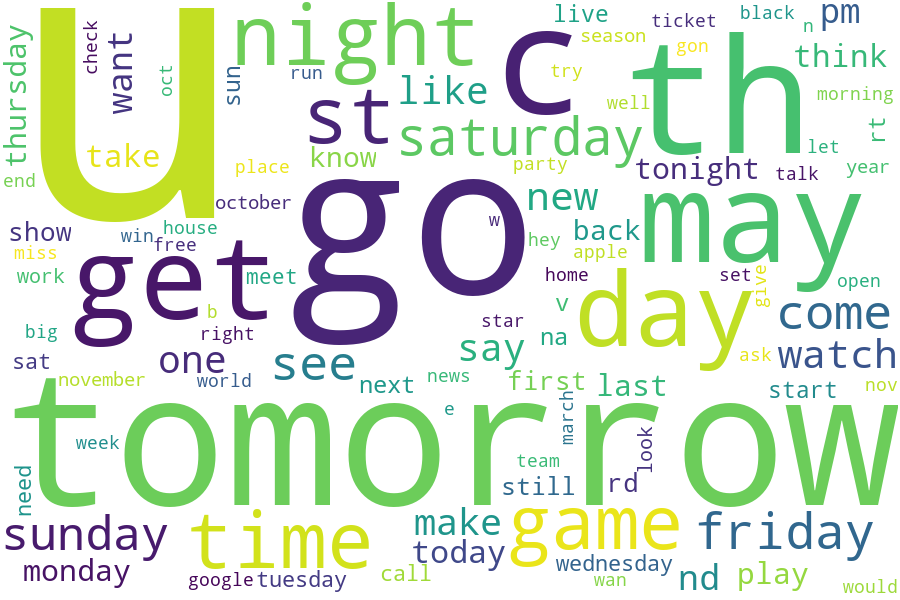 u
night
c
th
live
ticket
black
n
pm
season
gon
think
check
want
oct
sun
run
try
thursday
st
like
well
morning
rt
take
know
saturday
let
end
place
party
tonight
talk
year
october
go
w
new
may
show
house
win
free
back
hey
apple
miss
get
work
meet
home
day
set
give
open
b
v
come
big
right
star
na
sat
one
see
say
ask
watch
november
world
next
news
first
last
start
nov
tomorrow
e
march
week
look
need
team
still
rd
sunday
time
make
game
friday
monday
today
wednesday
google
tuesday
call
wan
nd
play
would